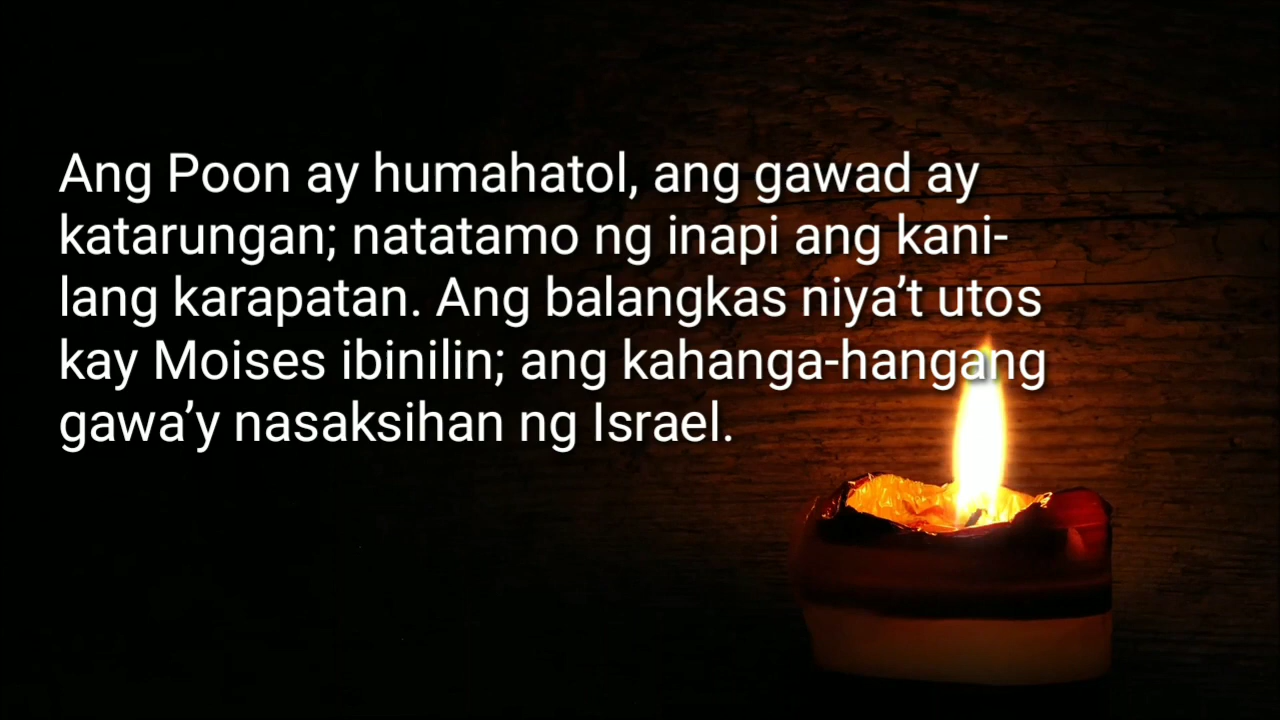 Ang Poon ay humahatol, ang gawad ay
katarungan; natatamo ng inapi ang kani-
lang karapatan. Ang balangkas niya’t utos
kay Moises ibinilin; ang kahanga-hangang
gawa’y nasaksihan ng Israel.